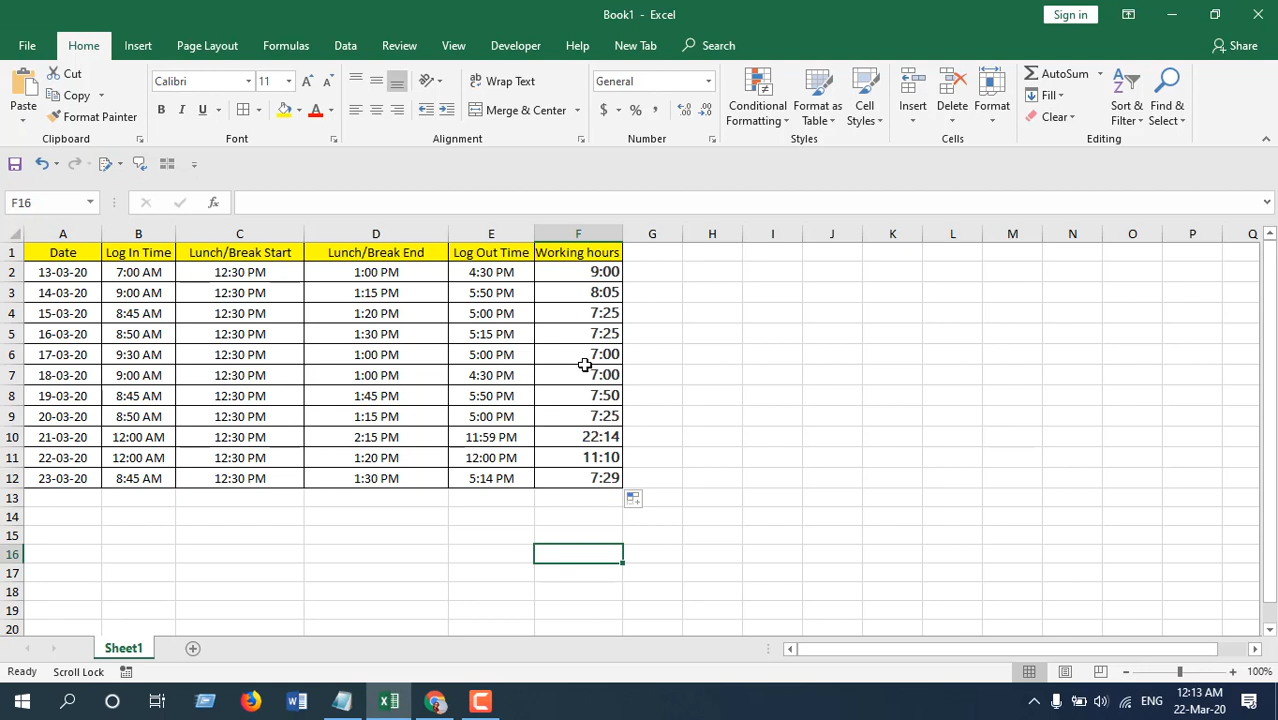 Book1 - Excel
Sign in
File Home Insert Page Layout Formulas Data Review View Developer Help New Tab Search Share
Paste Cut Copy Format Painter Clipboard
Calibri 11 B I U A A A Font
ab Wrap Text Merge & Center Alignment
General $ % , .00 Number
Conditional Formatting Format as Table Cell Styles Styles
Insert Delete Format Cells
AutoSum Fill Clear Sort & Filter Find & Select Editing
F16 fx
A B C D E F G H I J K L M N O P Q
1 Date Log In Time Lunch/Break Start Lunch/Break End Log Out Time Working hours
2 13-03-20 7:00 AM 12:30 PM 1:00 PM 4:30 PM 9:00
3 14-03-20 9:00 AM 12:30 PM 1:15 PM 5:50 PM 8:05
4 15-03-20 8:45 AM 12:30 PM 1:20 PM 5:00 PM 7:25
5 16-03-20 8:50 AM 12:30 PM 1:30 PM 5:15 PM 7:25
6 17-03-20 9:30 AM 12:30 PM 1:00 PM 5:00 PM 7:00
7 18-03-20 9:00 AM 12:30 PM 1:00 PM 4:30 PM 7:00
8 19-03-20 8:45 AM 12:30 PM 1:45 PM 5:50 PM 7:50
9 20-03-20 8:50 AM 12:30 PM 1:15 PM 5:00 PM 7:25
10 21-03-20 12:00 AM 12:30 PM 2:15 PM 11:59 PM 22:14
11 22-03-20 12:00 AM 12:30 PM 1:20 PM 12:00 PM 11:10
12 23-03-20 8:45 AM 12:30 PM 1:30 PM 5:14 PM 7:29
13
14
15
16
17
18
19
20
Sheet1
Ready Scroll Lock 100%
ENG 12:13 AM
22-Mar-20